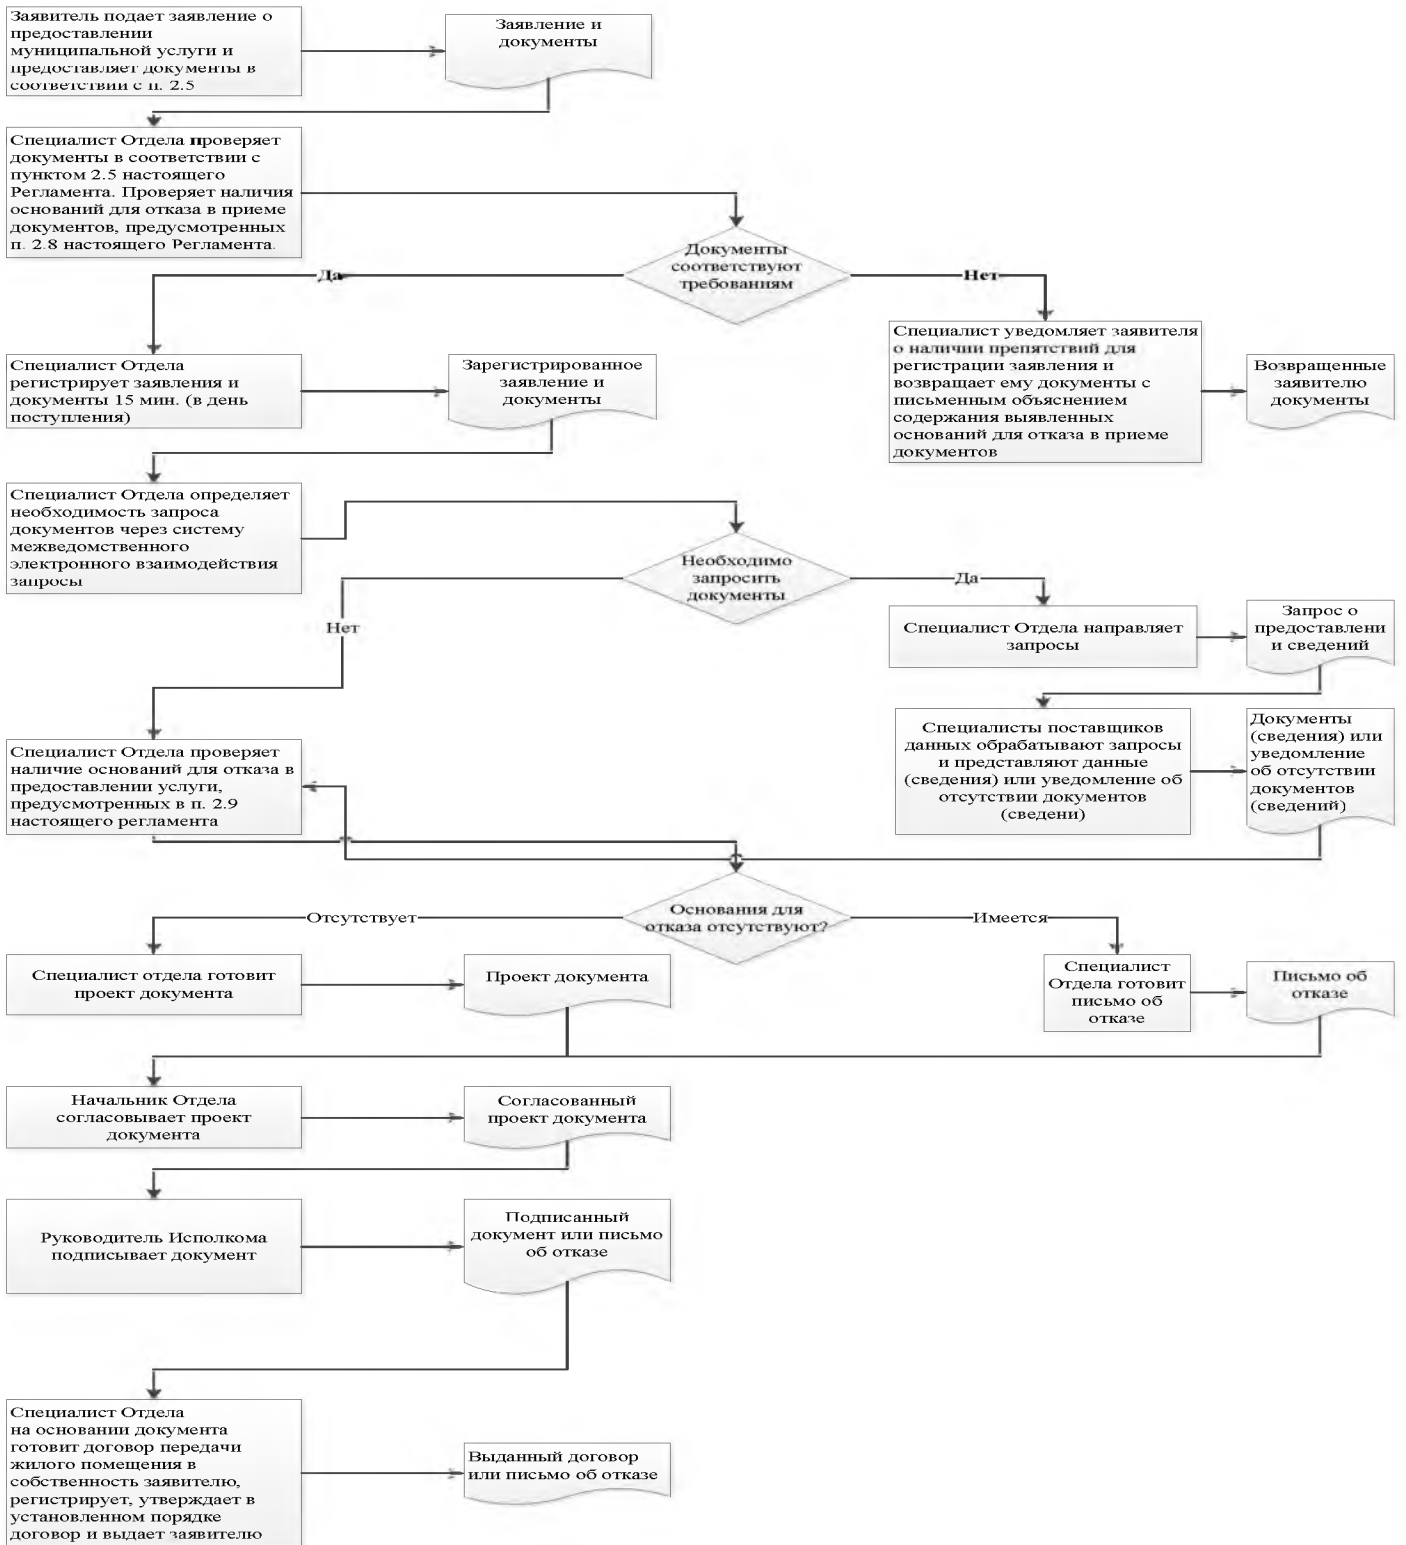 Заявитель подает заявление о
предоставлении
муниципальной услуги и
предоставляет документы в
соответствии с п. 2.5
Заявление и
документы
Специалист Отдела проверяет
документы в соответствии с
пунктом 2.5 настоящего
Регламента. Проверяет наличия
оснований для отказа в приеме
документов, предусмотренных
п. 2.8 настоящего Регламента.
Документы
соответствуют
требованиям
Да
Нет
Специалист Отдела
регистрирует заявления и
документы 15 мин. (в день
поступления)
Зарегистрированное
заявление и
документы
Специалист уведомляет заявителя
о наличии препятствий для
регистрации заявления и
возвращает ему документы с
письменным объяснением
содержания выявленных
оснований для отказа в приеме
документов
Возвращенные
заявителю
документы
Специалист Отдела определяет
необходимость запроса
документов через систему
межведомственного
электронного взаимодействия
запросы
Необходимо
запросить
документы
Да
Нет
Специалист Отдела направляет
запросы
Запрос о
предоставлени
и сведений
Специалисты поставщиков
данных обрабатывают запросы
и представляют данные
(сведения) или уведомление об
отсутствии документов
(сведени)
Документы
(сведения) или
уведомление
об отсутствии
документов
(сведений)
Специалист Отдела проверяет
наличие оснований для отказа в
предоставлении услуги,
предусмотренных в п. 2.9
настоящего регламента
Основания для
отказа отсутствуют?
Отсутствует
Имеется
Специалист отдела готовит
проект документа
Проект документа
Специалист
Отдела готовит
письмо об
отказе
Письмо об
отказе
Начальник Отдела
согласовывает проект
документа
Согласованный
проект документа
Руководитель Исполкома
подписывает документ
Подписанный
документ или письмо
об отказе
Специалист Отдела
на основании документа
готовит договор передачи
жилого помещения в
собственность заявителю,
регистрирует, утверждает в
установленном порядке
договор и выдает заявителю
Выданный договор
или письмо об отказе